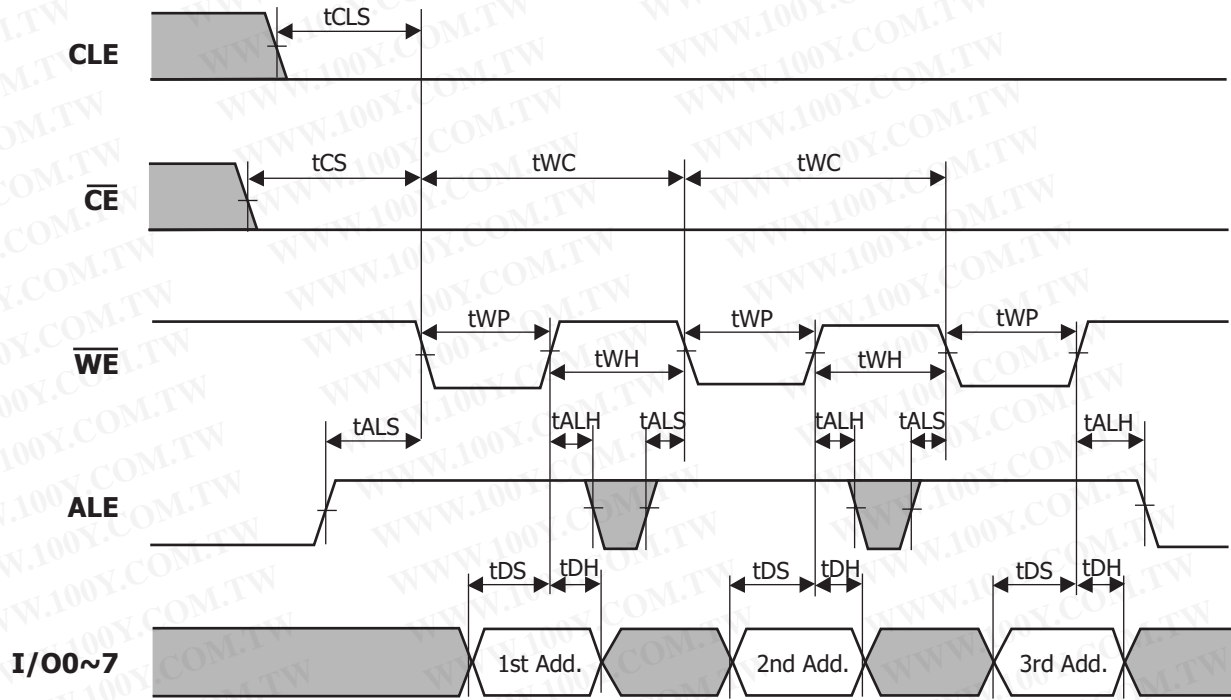 tCLS
CLE
tCS tWC tWC
CE
tWP tWP tWP
WE tWH tWH
tALS tALH tALS tALH tALS tALH
ALE
tDS tDH tDS tDH tDS tDH
I/O0~7 1st Add. 2nd Add. 3rd Add.
WWW.100Y.COM.TW